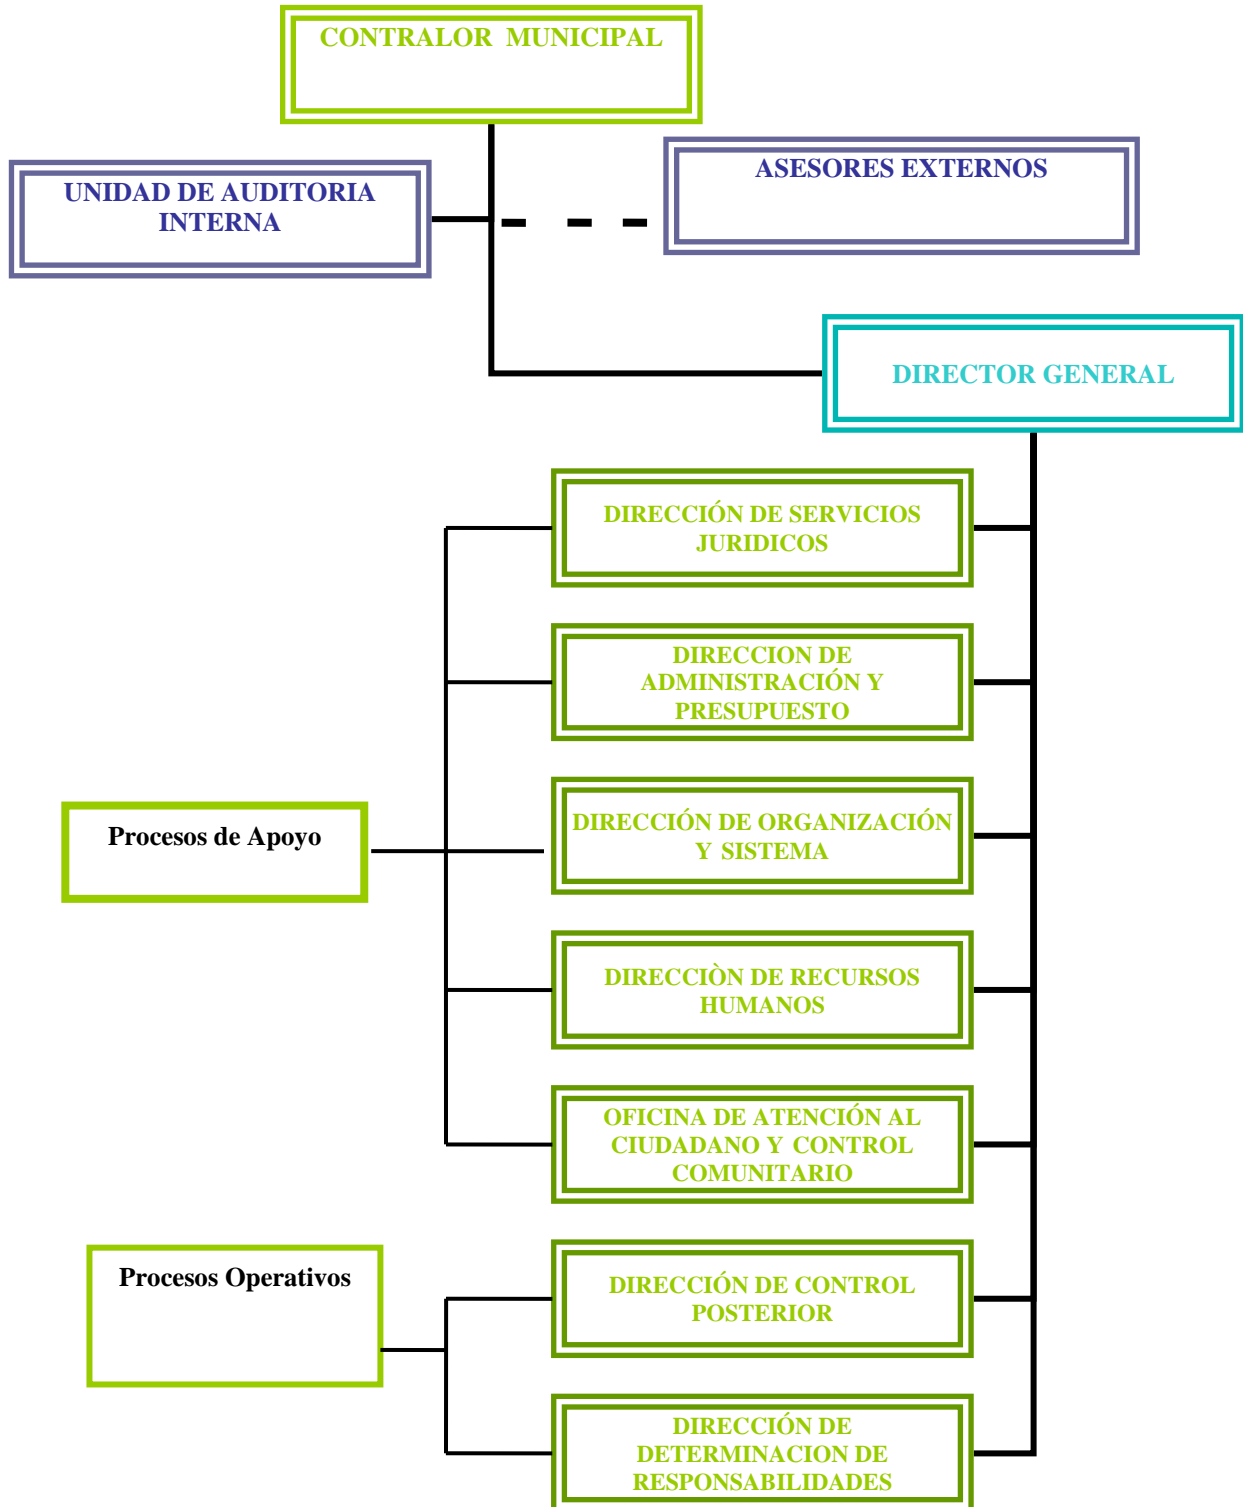 CONTRALOR MUNICIPAL
UNIDAD DE AUDITORIA
INTERNA
ASESORES EXTERNOS
DIRECTOR GENERAL
DIRECCIÓN DE SERVICIOS
JURIDICOS
DIRECCION DE
ADMINISTRACIÓN Y
PRESUPUESTO
Procesos de Apoyo
DIRECCIÓN DE ORGANIZACIÓN
Y SISTEMA
DIRECCIÒN DE RECURSOS
HUMANOS
OFICINA DE ATENCIÓN AL
CIUDADANO Y CONTROL
COMUNITARIO
Procesos Operativos
DIRECCIÓN DE CONTROL
POSTERIOR
DIRECCIÓN DE
DETERMINACION DE
RESPONSABILIDADES